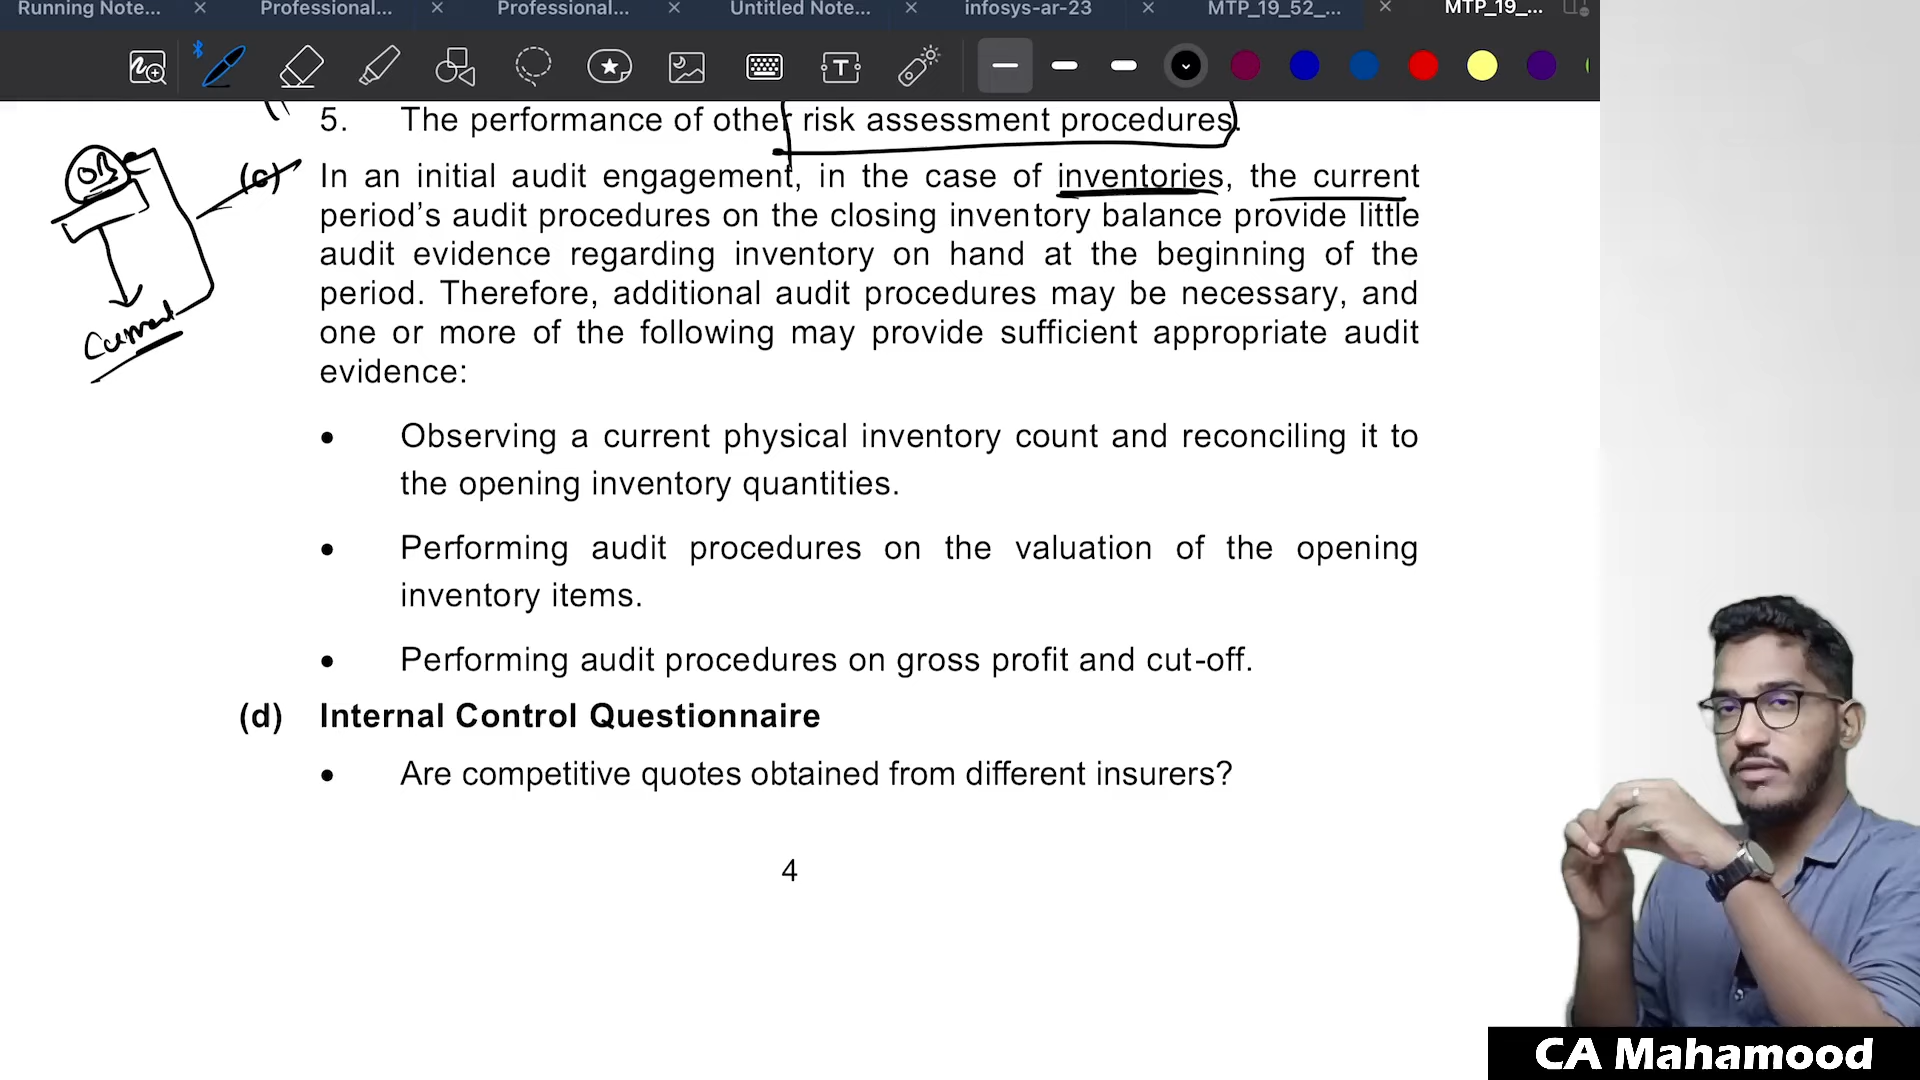 Running Note... × Professional... × Professional... × Untitled Note... × infosys-ar-23 × MTP_19_52_... × MTP_19_...
T
5. The performance of other risk assessment procedures.
OB
(c) In an initial audit engagement, in the case of inventories, the current
period's audit procedures on the closing inventory balance provide little
audit evidence regarding inventory on hand at the beginning of the
period. Therefore, additional audit procedures may be necessary, and
one or more of the following may provide sufficient appropriate audit
Current
evidence:
• Observing a current physical inventory count and reconciling it to
the opening inventory quantities.
• Performing audit procedures on the valuation of the opening
inventory items.
• Performing audit procedures on gross profit and cut-off.
(d) Internal Control Questionnaire
• Are competitive quotes obtained from different insurers?
4
CA Mahamood